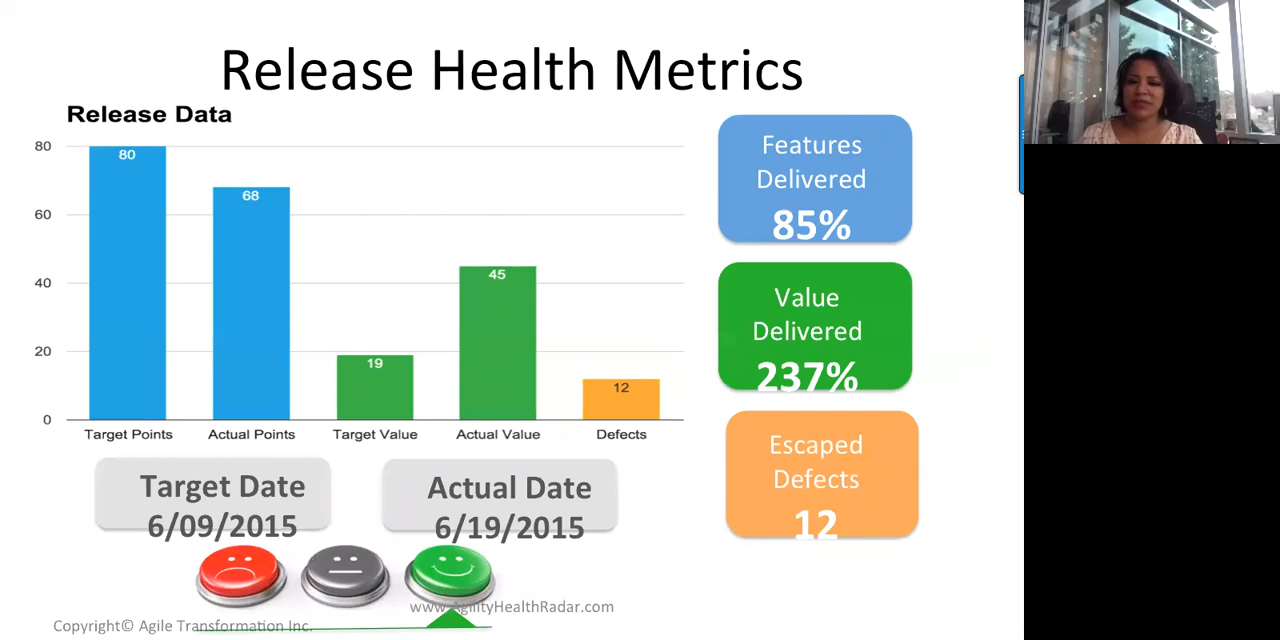 Release Health Metrics
Release Data
80
60
40
20
0
80
68
19
45
12
Target Points
Actual Points
Target Value
Actual Value
Defects
Features
Delivered
85%
Value
Delivered
237%
Escaped
Defects
12
Target Date
6/09/2015
Actual Date
6/19/2015
www.AgilityHealthRadar.com
Copyright© Agile Transformation Inc.